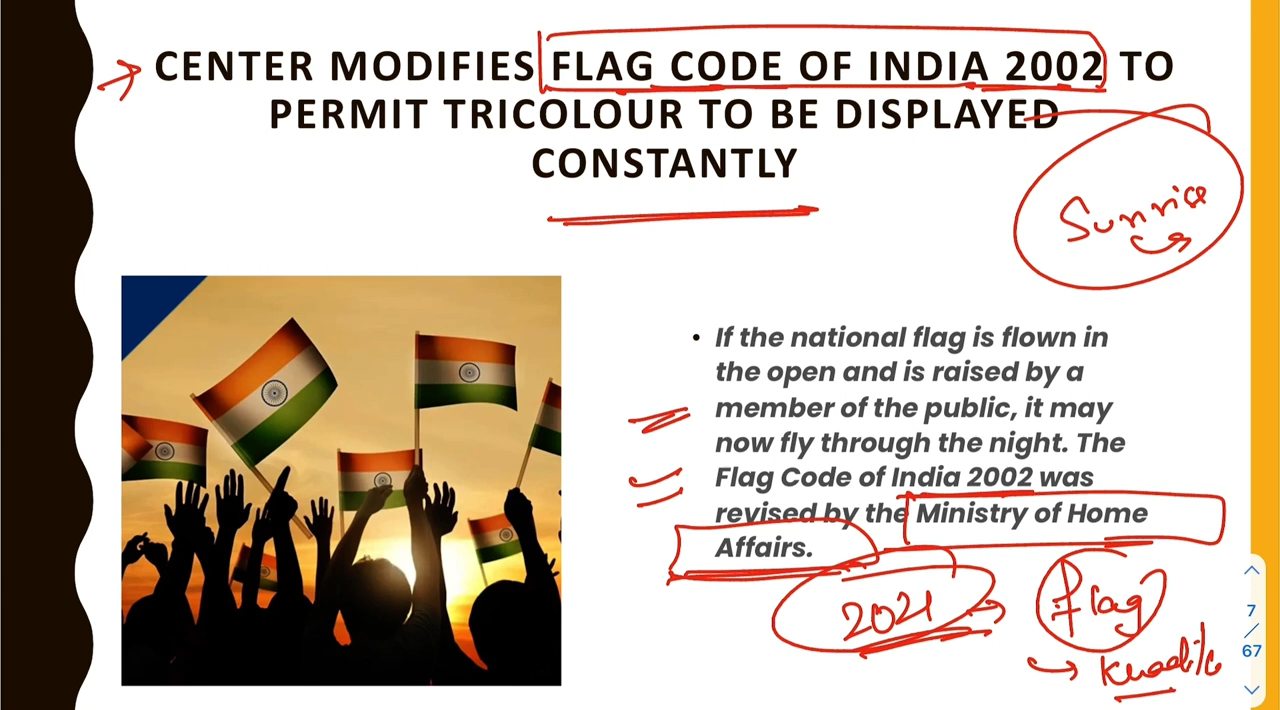 CENTER MODIFIES FLAG CODE OF INDIA 2002 TO
PERMIT TRICOLOUR TO BE DISPLAYED
CONSTANTLY
Sunrise
• If the national flag is flown in
the open and is raised by a
member of the public, it may
now fly through the night. The
Flag Code of India 2002 was
revised by the Ministry of Home
Affairs.
2021
flag
Khadi
7
/
67